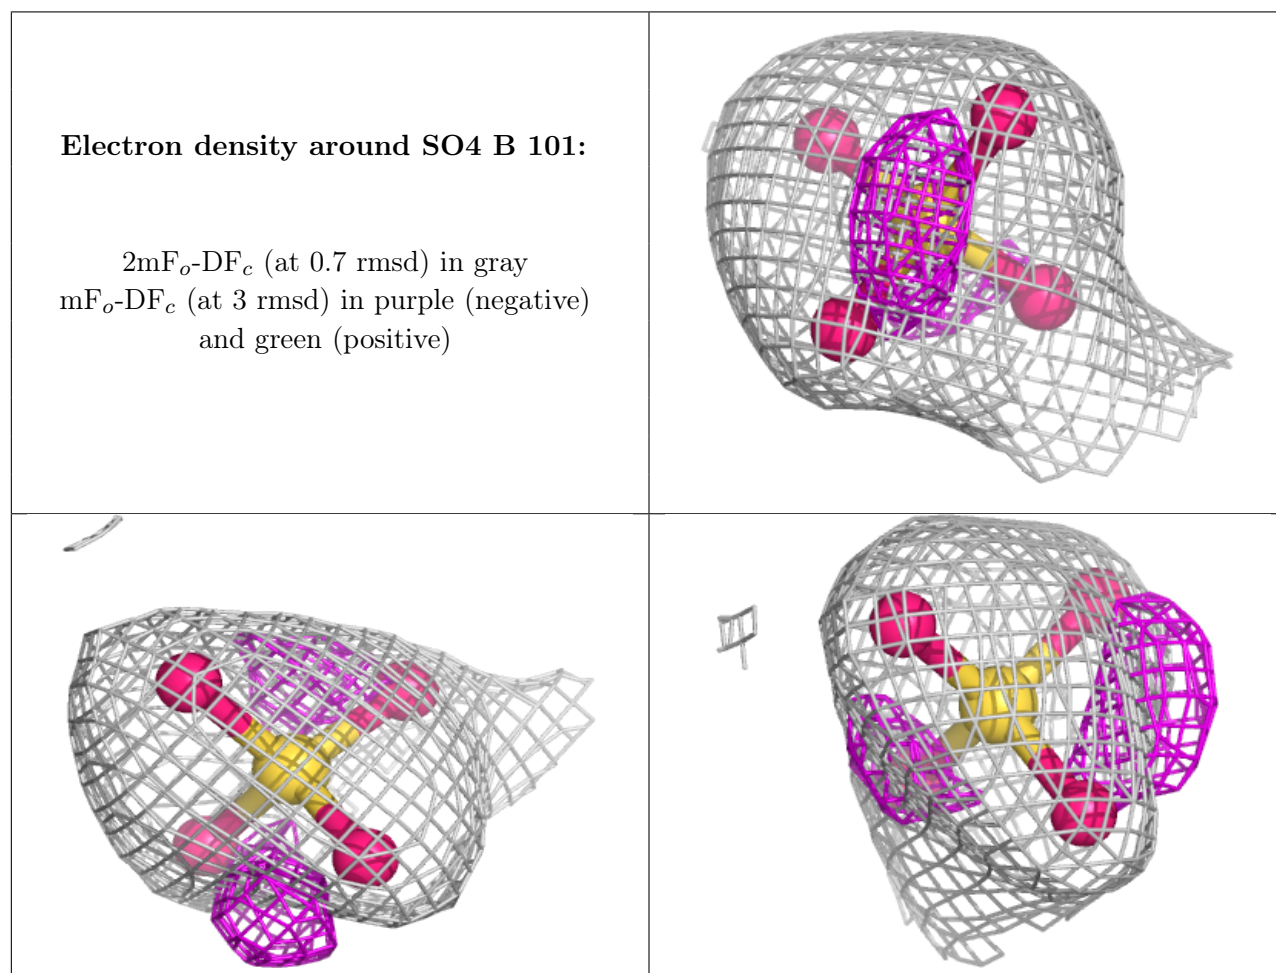 Electron density around SO4 B 101:
2mFo-DFc (at 0.7 rmsd) in gray
mFo-DFc (at 3 rmsd) in purple (negative)
and green (positive)